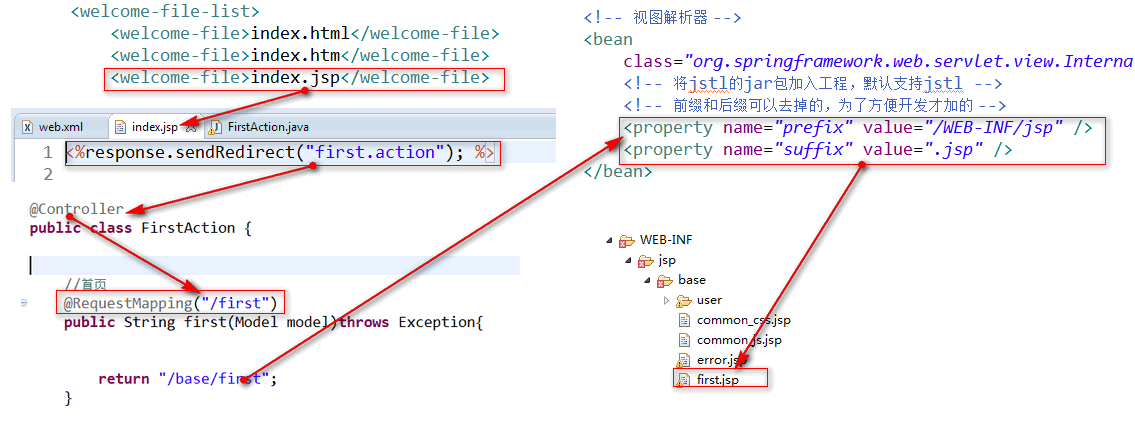 <welcome-file-list>
<welcome-file>index.html</welcome-file>
<welcome-file>index.htm</welcome-file>
<welcome-file>index.jsp</welcome-file>
web.xml index.jsp FirstAction.java
1 <%response.sendRedirect("first.action"); %>
2
@Controller
public class FirstAction {
//首页
@RequestMapping("/first")
public String first(Model model)throws Exception{
return "/base/first";
}
<!-- 视图解析器 -->
<bean
class="org.springframework.web.servlet.view.Interna
<!-- 将jstl的jar包加入工程，默认支持jstl -->
<!-- 前缀和后缀可以去掉的，为了方便开发才加的 -->
<property name="prefix" value="/WEB-INF/jsp" />
<property name="suffix" value=".jsp" />
</bean>
WEB-INF
jsp
base
user
common_css.jsp
common_js.jsp
error.jsp
first.jsp